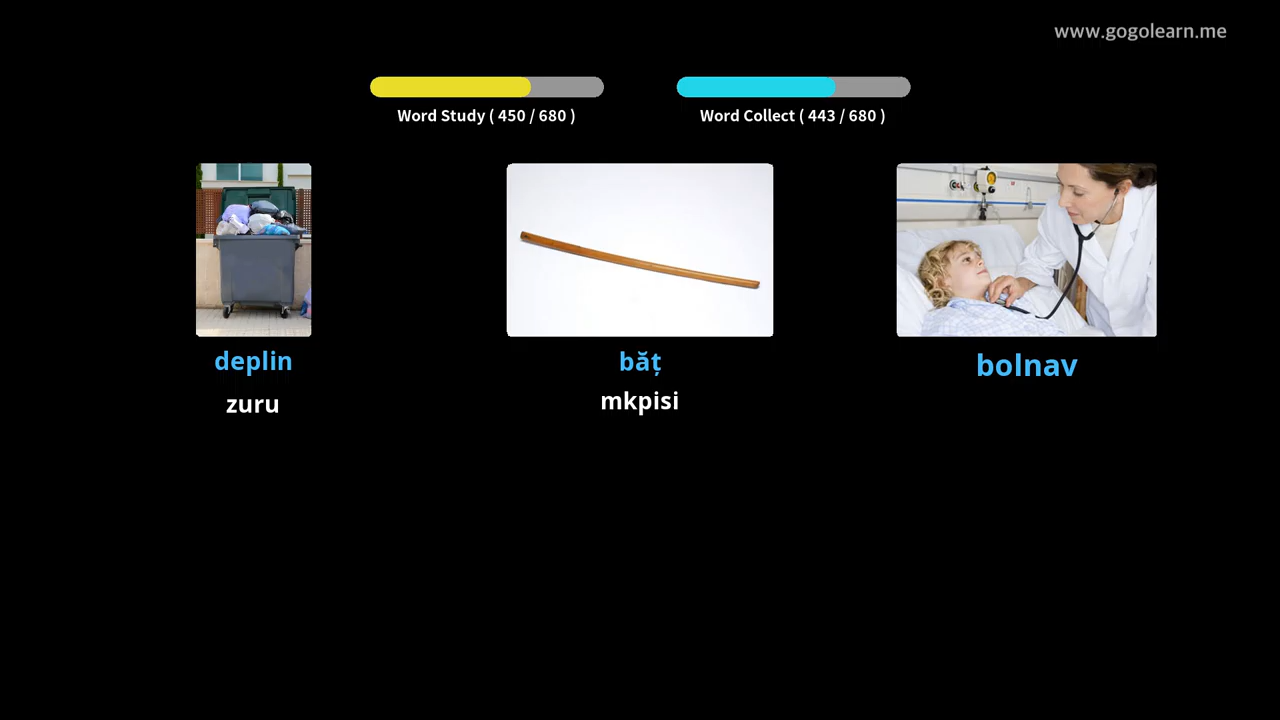 www.gogolearn.me
Word Study ( 450 / 680 )
Word Collect ( 443 / 680 )
deplin
zuru
băț
mkpisi
bolnav